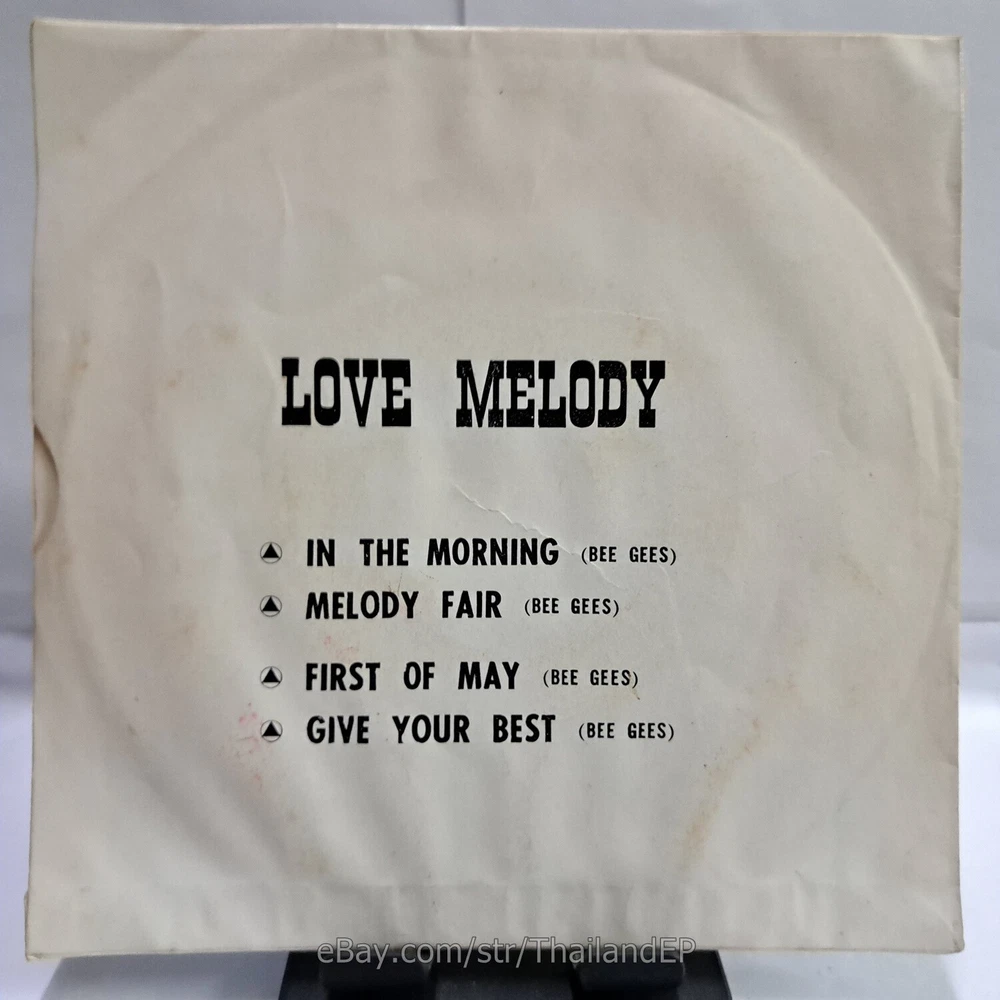 LOVE MELODY
IN THE MORNING (BEE GEES)
MELODY FAIR (BEE GEES)
FIRST OF MAY (BEE GEES)
GIVE YOUR BEST (BEE GEES)
eBay.com/str/ThailandEP